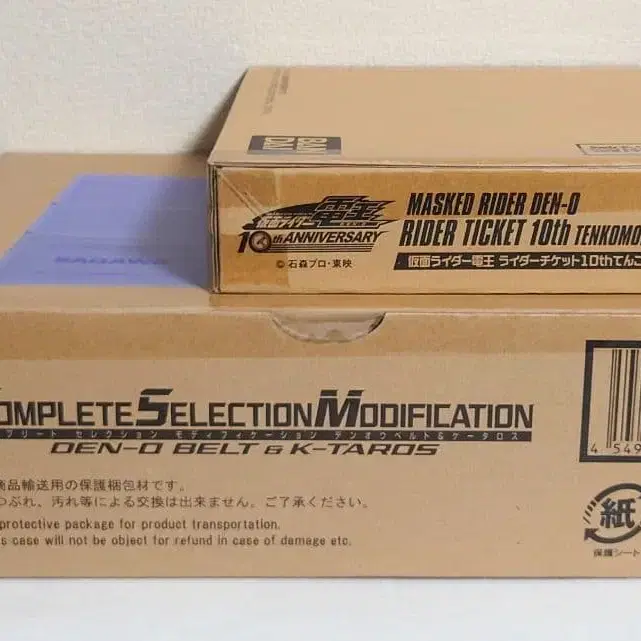 BAN
DAI
仮面ライダー電王
DEN-O
10th ANNIVERSARY
©石森プロ・東映
MASKED RIDER DEN-O
RIDER TICKET 10th TENKOMO
仮面ライダー電王 ライダーチケット10thてんこ
SAGAWA
COMPLETE SELECTION MODIFICATION
プリート セレクション モディフィケーション デンオウベルト&ケータロス
DEN-O BELT & K-TAROS
商品輸送用の保護梱包材です。
つぶれ、汚れ等による交換は出来ません。ご了承ください。
protective package for product transportation.
s case will not be object for refund in case of damage etc.
4 549
紙
保護シート